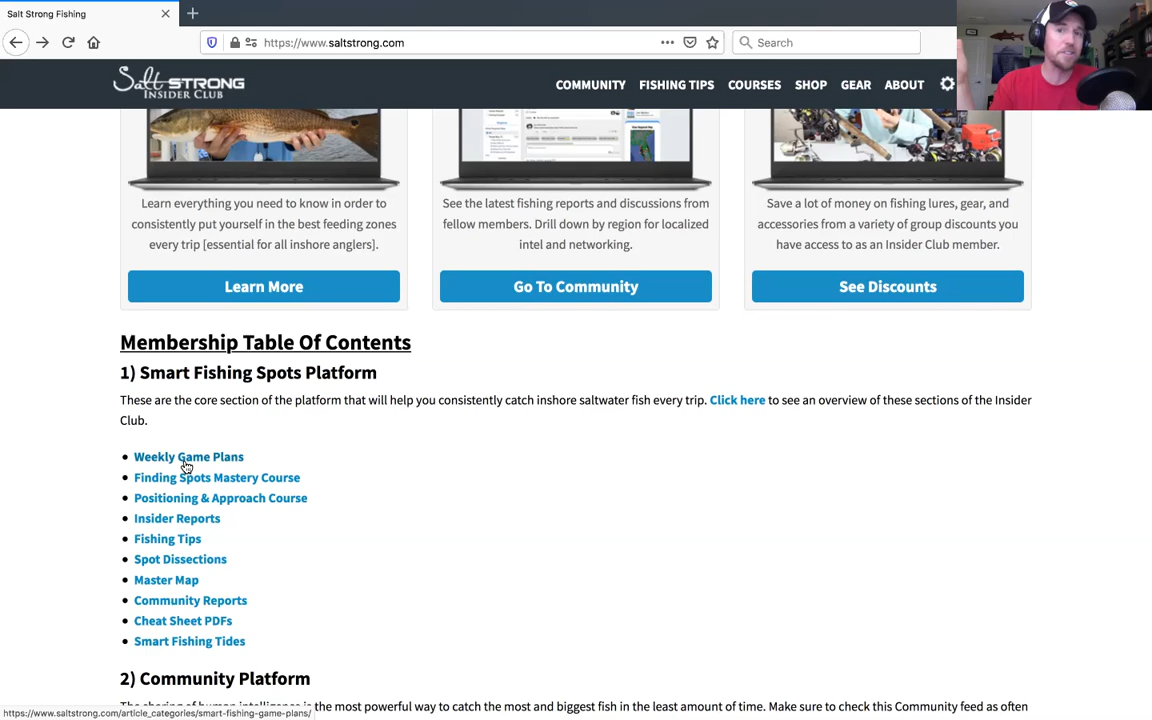 Salt Strong Fishing
https://www.saltstrong.com
Search
Salt STRONG
INSIDER CLUB
COMMUNITY FISHING TIPS COURSES SHOP GEAR ABOUT
Learn everything you need to know in order to
consistently put yourself in the best feeding zones
every trip [essential for all inshore anglers].
Learn More
See the latest fishing reports and discussions from
fellow members. Drill down by region for localized
intel and networking.
Go To Community
Save a lot of money on fishing lures, gear, and
accessories from a variety of group discounts you
have access to as an Insider Club member.
See Discounts
Membership Table Of Contents
1) Smart Fishing Spots Platform
These are the core section of the platform that will help you consistently catch inshore saltwater fish every trip. Click here to see an overview of these sections of the Insider
Club.
Weekly Game Plans
Finding Spots Mastery Course
Positioning & Approach Course
Insider Reports
Fishing Tips
Spot Dissections
Master Map
Community Reports
Cheat Sheet PDFs
Smart Fishing Tides
2) Community Platform
The sharing of human intelligence is the most powerful way to catch the most and biggest fish in the least amount of time. Make sure to check this Community feed as often
https://www.saltstrong.com/article_categories/smart-fishing-game-plans/